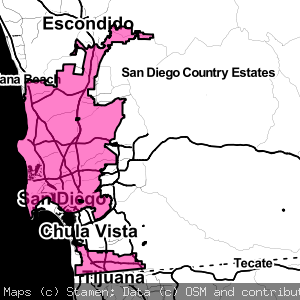 Escondido
San Diego Country Estates
ana Beach
San Diego
Chula Vista
Tecate
Tijuana
Maps (c) Stamen; Data (c) OSM and contribut